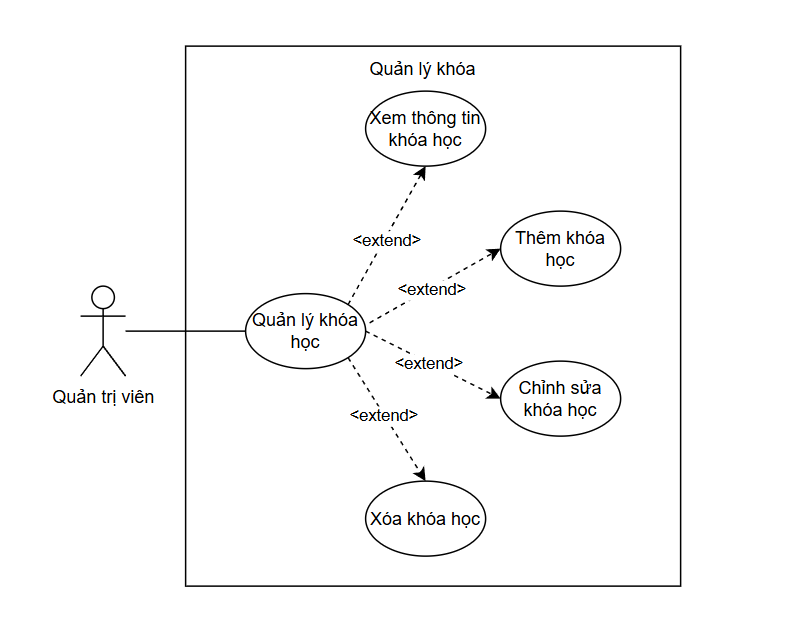 Quản lý khóa
Xem thông tin
khóa học
<extend>
Thêm khóa
học
<extend>
Quản lý khóa
học
<extend>
Chỉnh sửa
khóa học
Quản trị viên
<extend>
Xóa khóa học